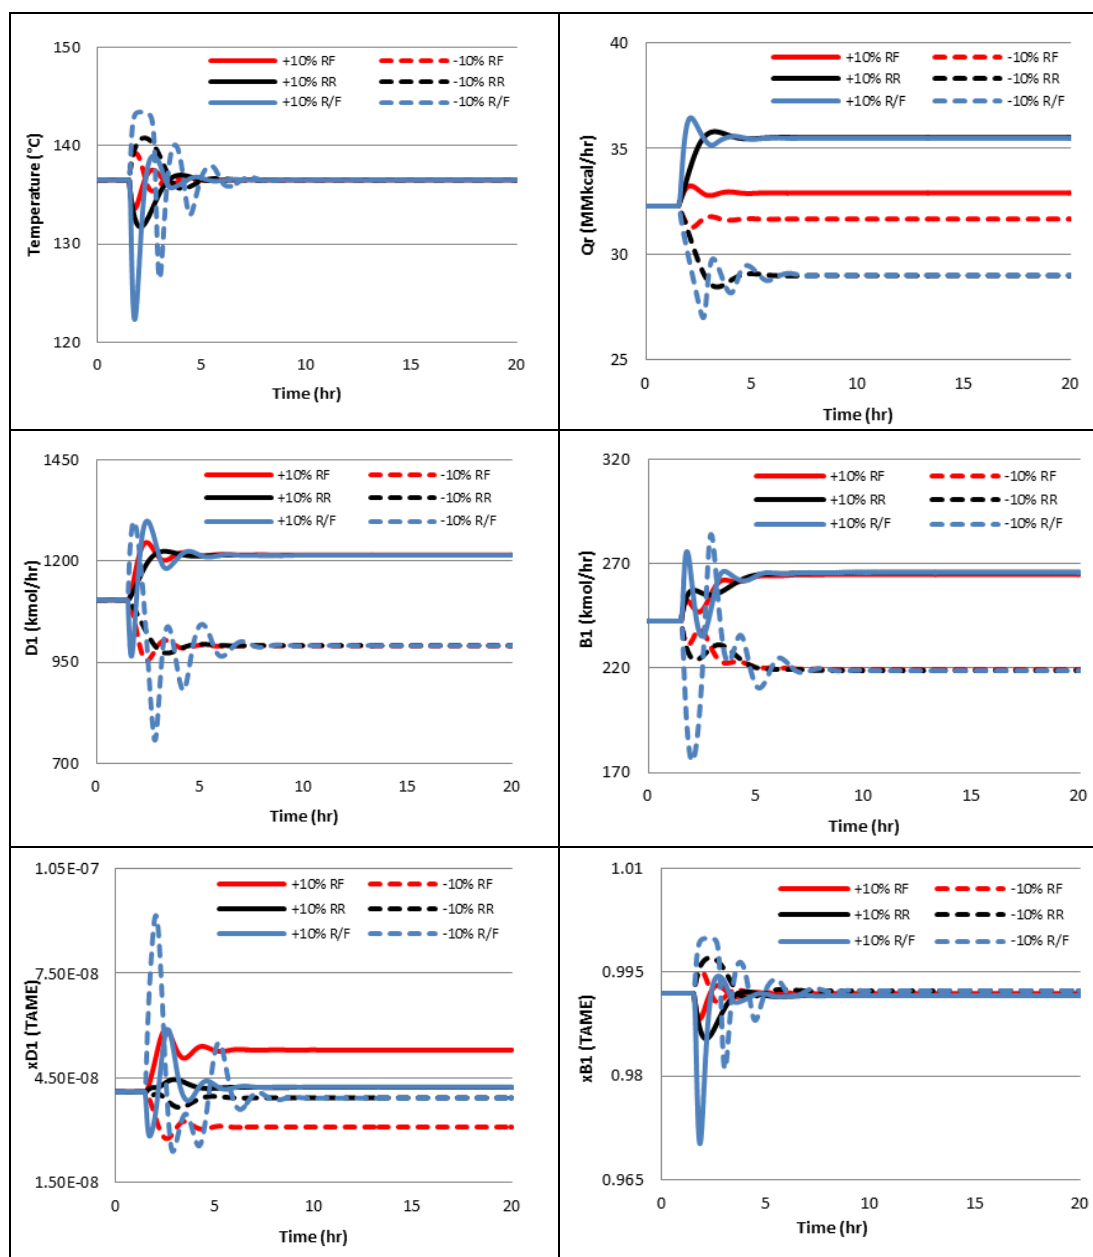 150
+10% RF -10% RF
+10% RR -10% RR
+10% R/F -10% R/F
140
130
120
Temperature (°C)
0 5 10 15 20
Time (hr)
40
+10% RF -10% RF
+10% RR -10% RR
+10% R/F -10% R/F
35
30
25
Qr (MMkcal/hr)
0 5 10 15 20
Time (hr)
1450
+10% RF -10% RF
+10% RR -10% RR
+10% R/F -10% R/F
1200
950
700
D1 (kmol/hr)
0 5 10 15 20
Time (hr)
320
+10% RF -10% RF
+10% RR -10% RR
+10% R/F -10% R/F
270
220
170
B1 (kmol/hr)
0 5 10 15 20
Time (hr)
1.05E-07
+10% RF -10% RF
+10% RR -10% RR
+10% R/F -10% R/F
7.50E-08
4.50E-08
1.50E-08
xD1 (TAME)
0 5 10 15 20
Time (hr)
1.01
+10% RF -10% RF
+10% RR -10% RR
+10% R/F -10% R/F
0.995
0.98
0.965
xB1 (TAME)
0 5 10 15 20
Time (hr)